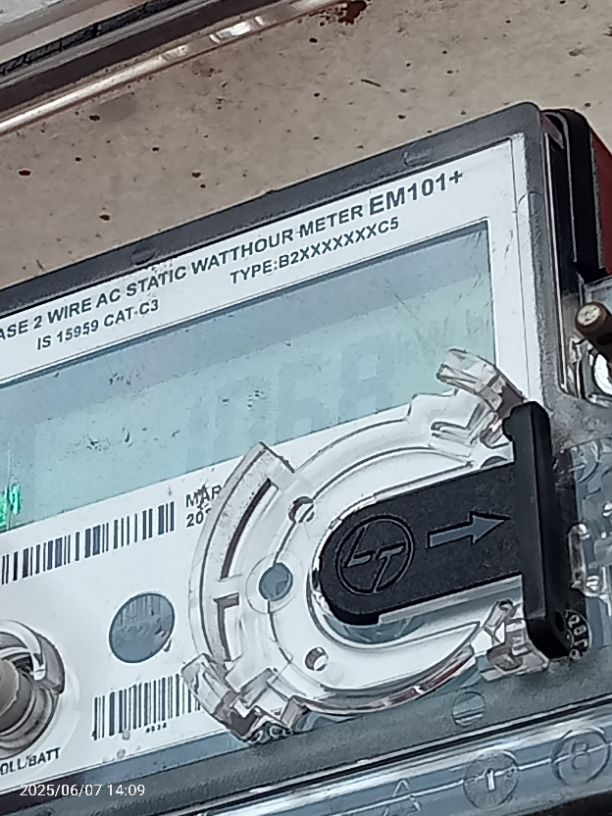 ASE 2 WIRE AC STATIC WATTHOUR METER EM101+
IS 15959 CAT-C3
TYPE:B2XXXXXXXC5
MAR
LT
OLL/BATT
2025/06/07 14:09